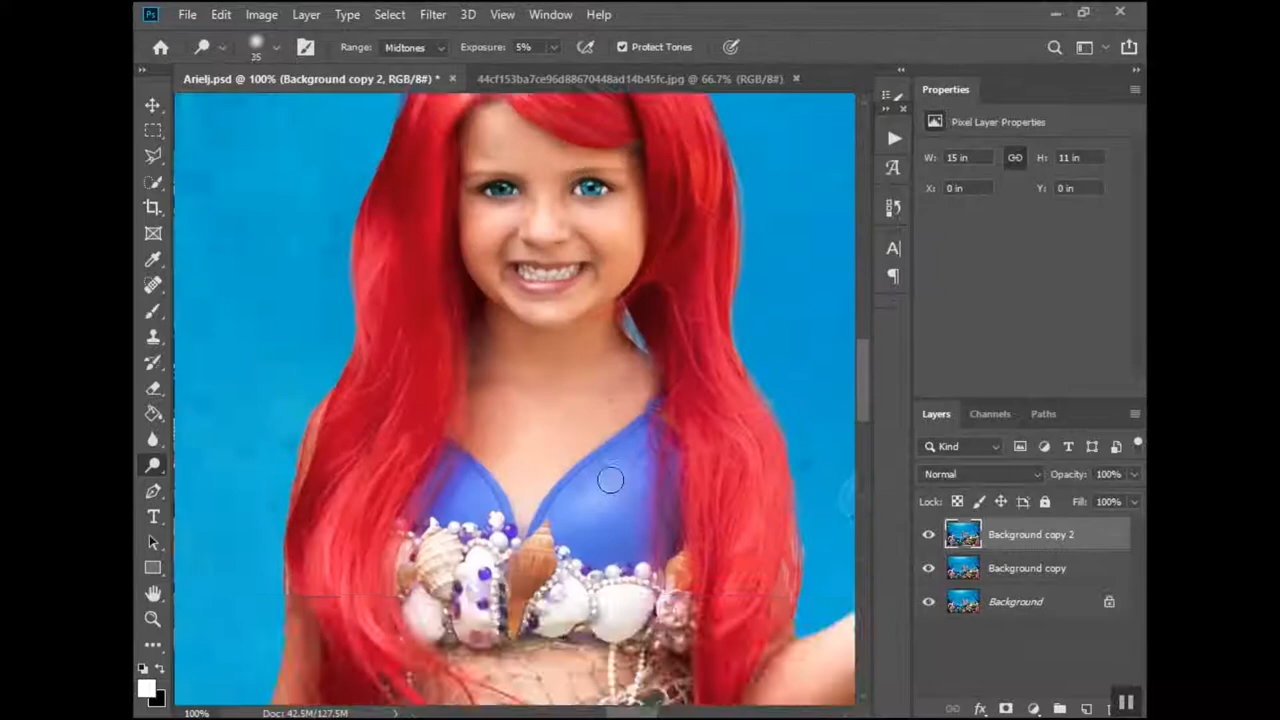 Ps File Edit Image Layer Type Select Filter 3D View Window Help
35 Range: Midtones Exposure: 5% Protect Tones
Arielj.psd @ 100% (Background copy 2, RGB/8#) * × 44cf153ba7ce96d88670448ad14b45fc.jpg @ 66.7% (RGB/8#) ×
Properties
Pixel Layer Properties
W: 15 in H: 11 in
X: 0 in Y: 0 in
Layers Channels Paths
Kind
Normal Opacity: 100%
Lock: Fill: 100%
Background copy 2
Background copy
Background
100% Doc: 42.5M/127.5M